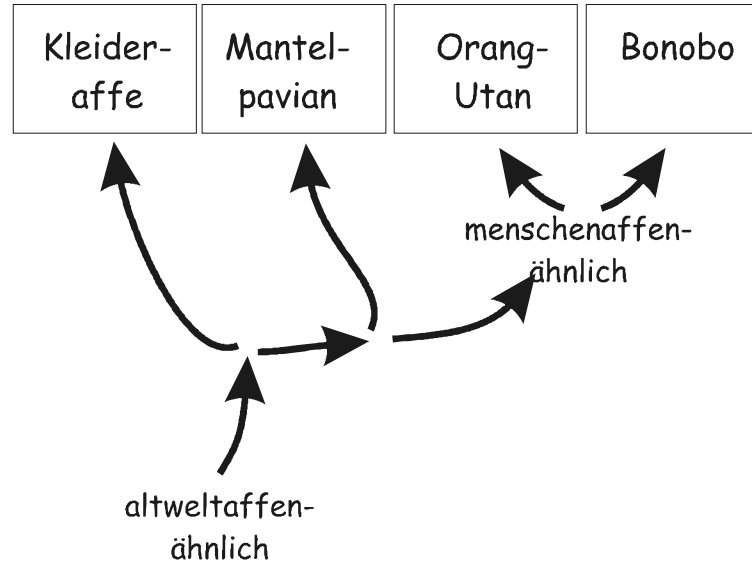 Kleider-
affe
Mantel-
pavian
Orang-
Utan
Bonobo
menschenaffen-
ähnlich
altweltaffen-
ähnlich